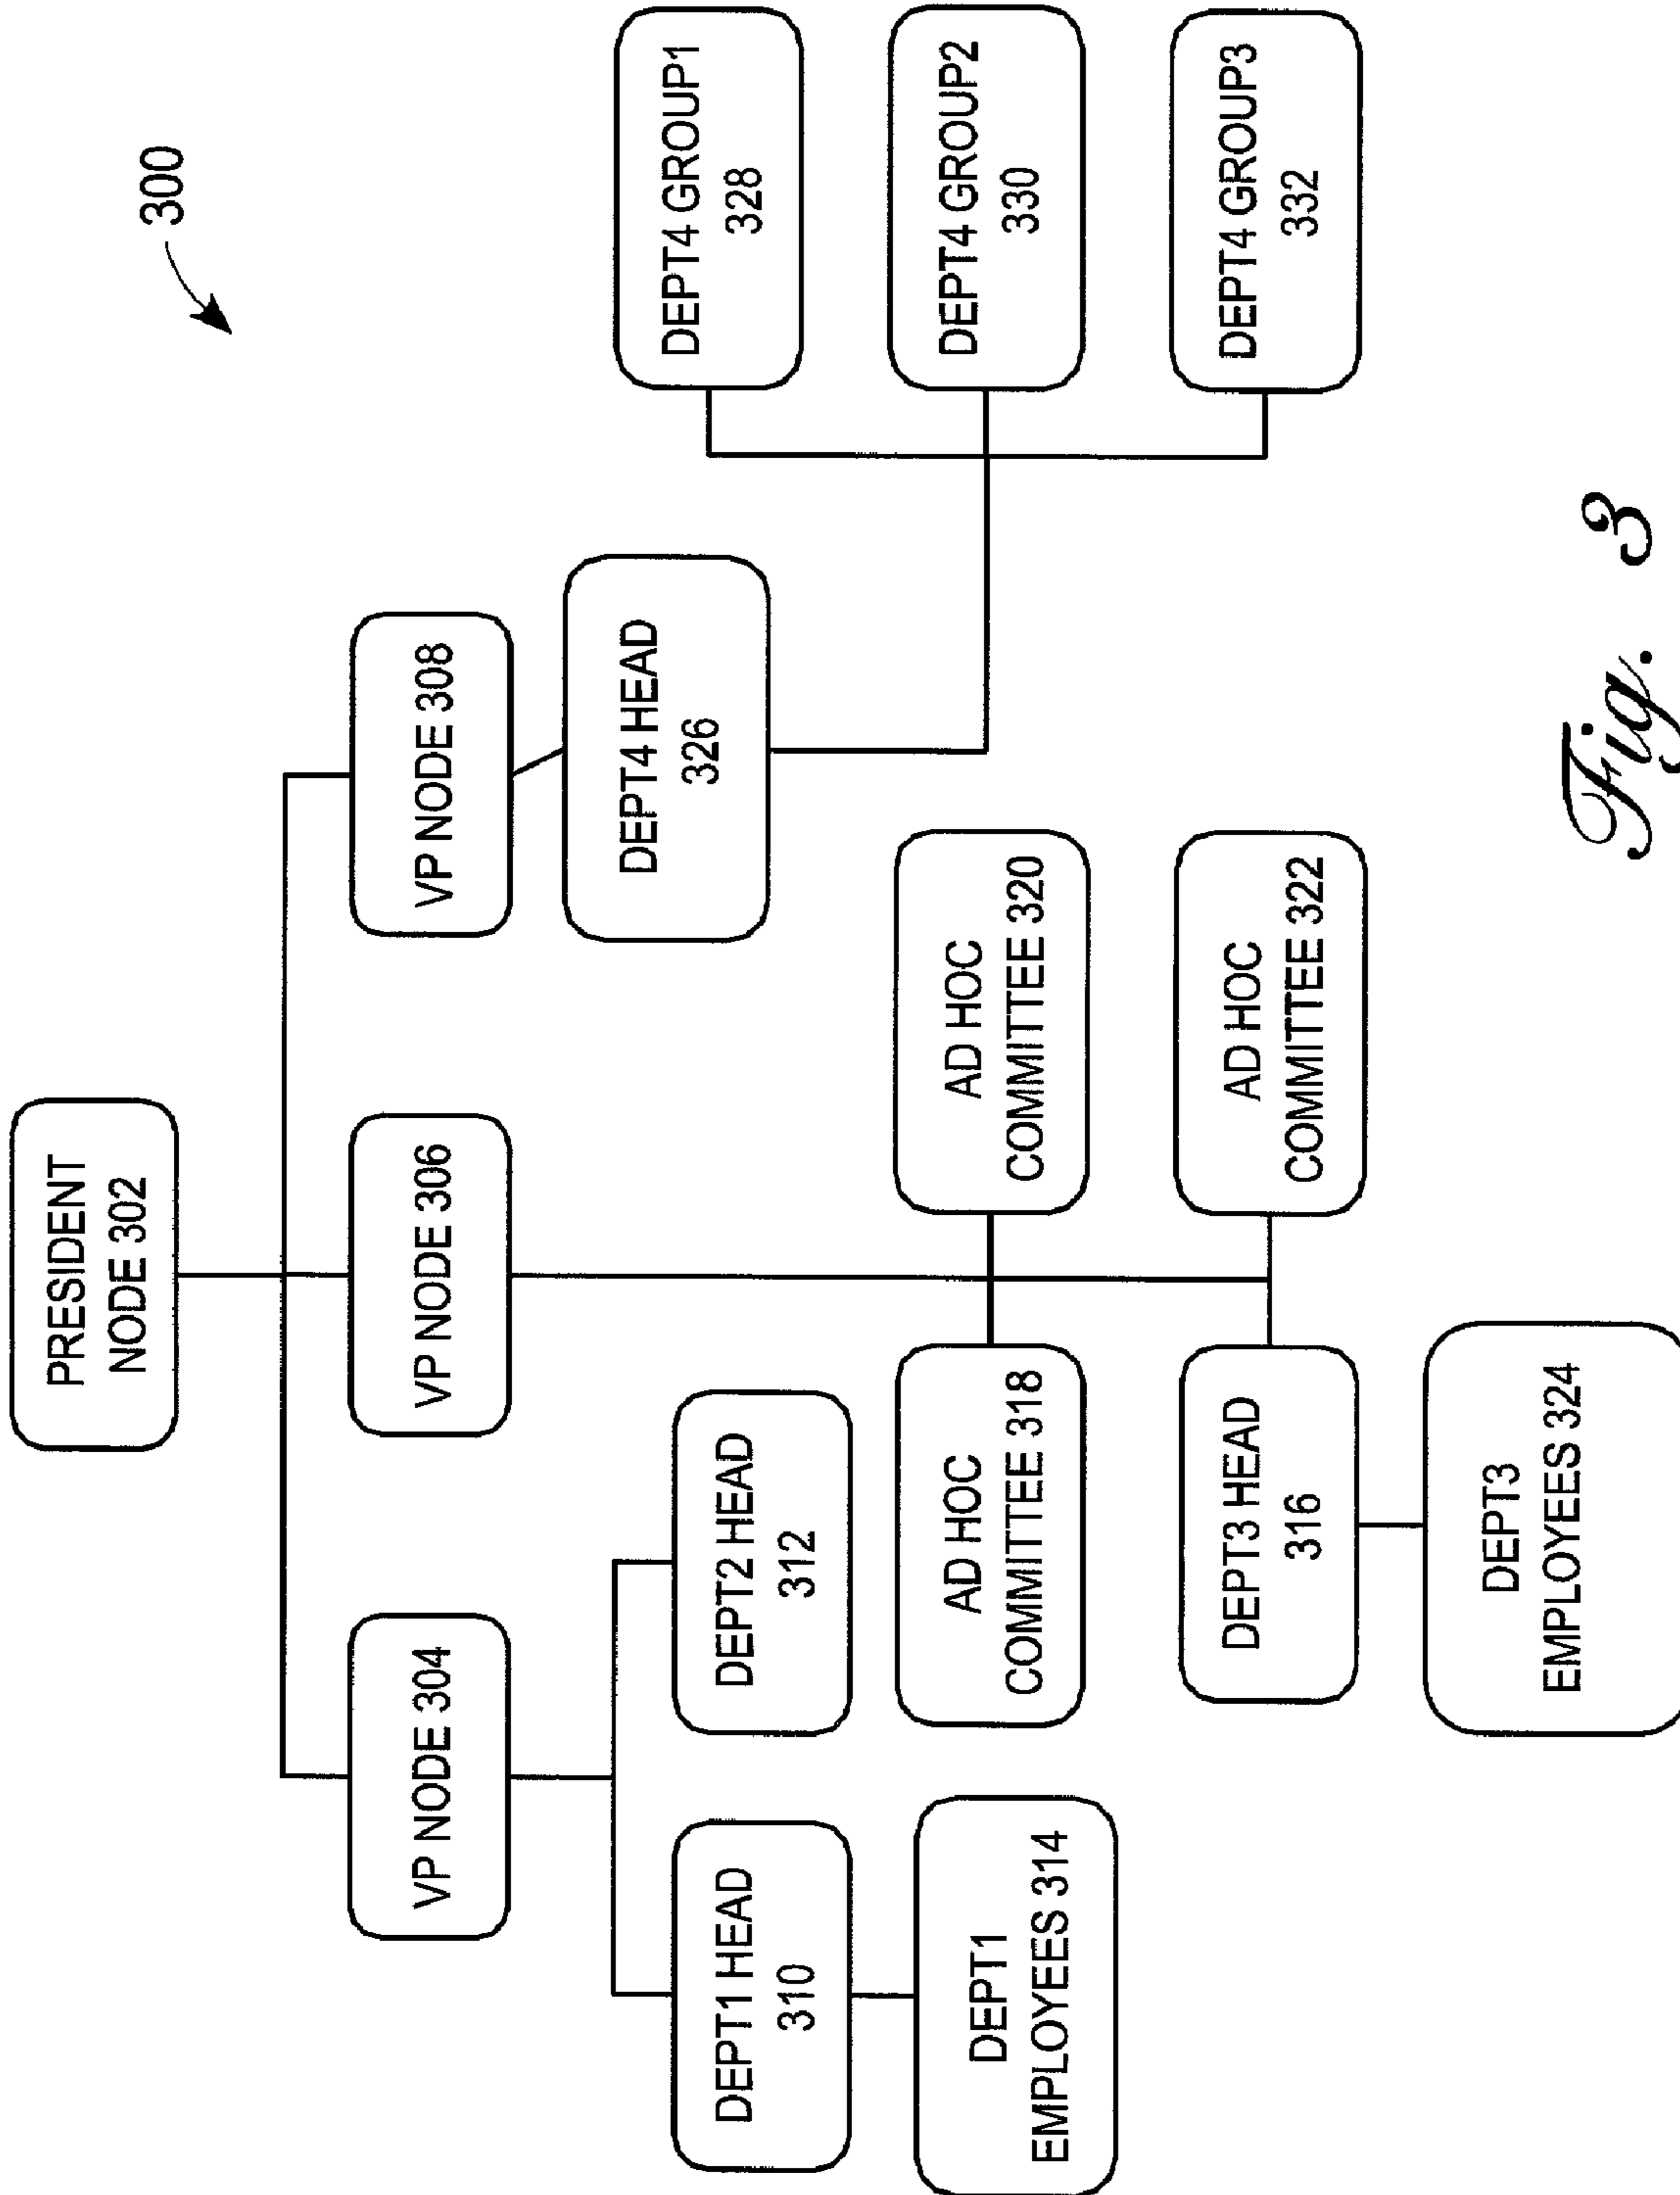 300
PRESIDENT
NODE 302
VP NODE 304
VP NODE 306
VP NODE 308
DEPT1 HEAD
310
DEPT2 HEAD
312
DEPT4 HEAD
326
DEPT1
EMPLOYEES 314
AD HOC
COMMITTEE 318
AD HOC
COMMITTEE 320
DEPT3 HEAD
316
AD HOC
COMMITTEE 322
DEPT3
EMPLOYEES 324
DEPT4 GROUP1
328
DEPT4 GROUP2
330
DEPT4 GROUP3
332
Fig. 3